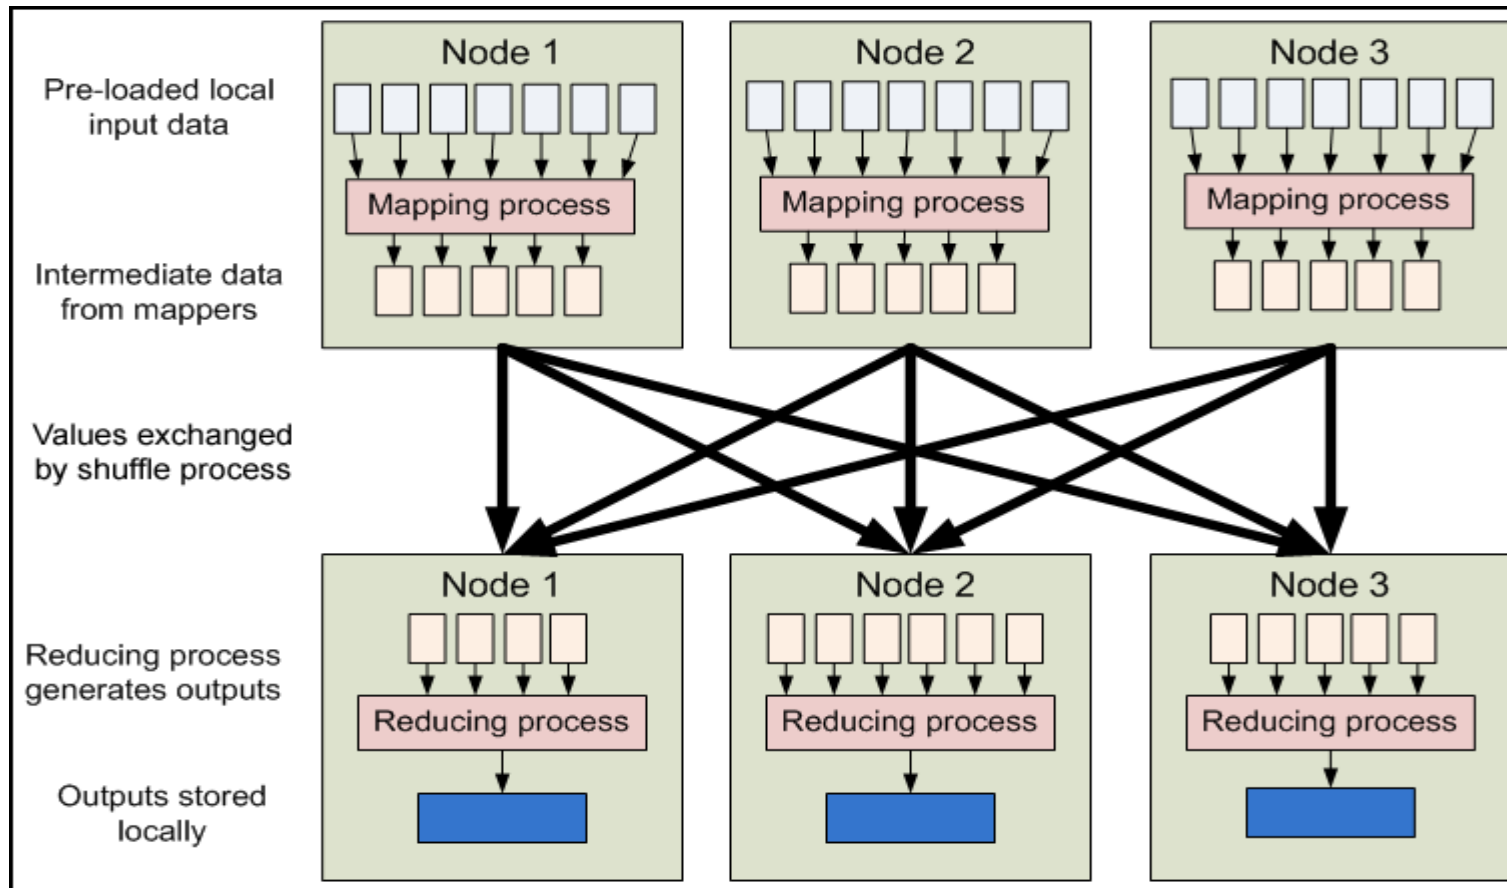 Node 1
Node 2
Node 3
Pre-loaded local
input data
Mapping process
Mapping process
Mapping process
Intermediate data
from mappers
Values exchanged
by shuffle process
Node 1
Node 2
Node 3
Reducing process
generates outputs
Reducing process
Reducing process
Reducing process
Outputs stored
locally